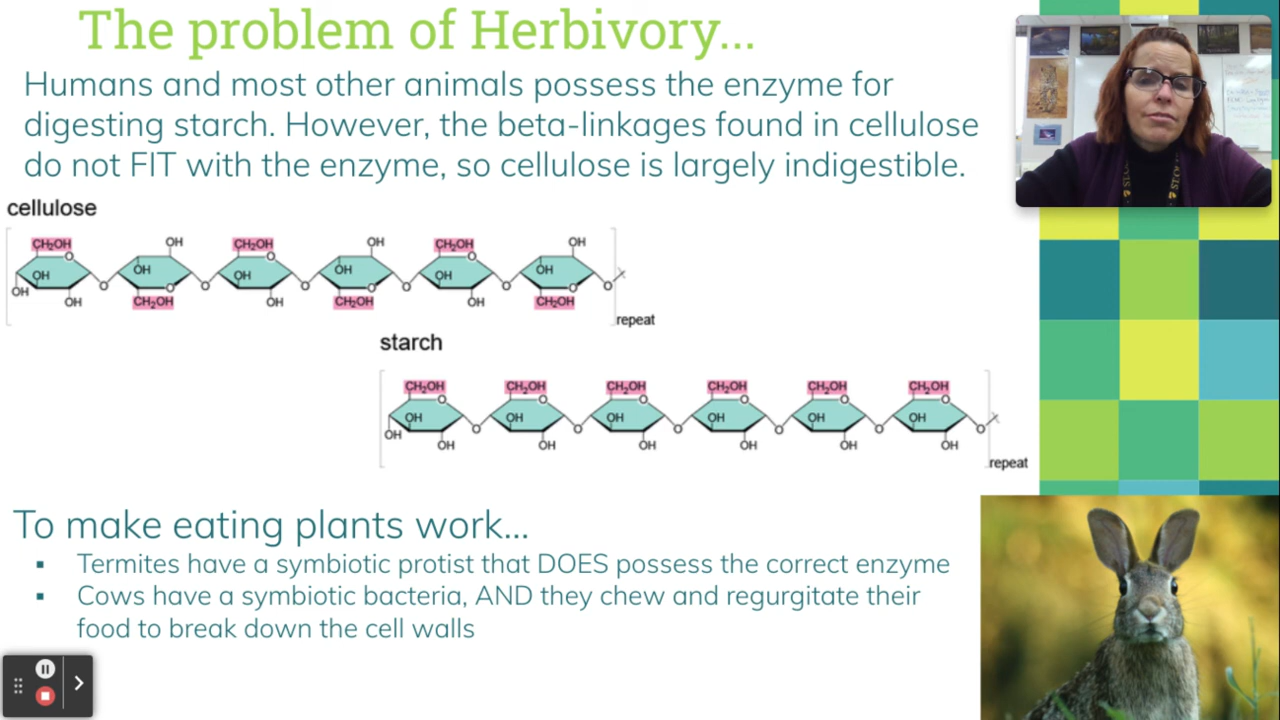 The problem of Herbivory...
Humans and most other animals possess the enzyme for
digesting starch. However, the beta-linkages found in cellulose
do not FIT with the enzyme, so cellulose is largely indigestible.
cellulose
CH₂OH OH CH₂OH OH CH₂OH OH
O O O
OH OH OH OH OH OH
OH O O O O O O
O O O
OH CH₂OH OH CH₂OH OH CH₂OH
repeat
starch
CH₂OH CH₂OH CH₂OH CH₂OH CH₂OH CH₂OH
O O O O O O
OH OH OH OH OH OH
OH O O O O O O
OH OH OH OH OH OH
repeat
To make eating plants work...
▪ Termites have a symbiotic protist that DOES possess the correct enzyme
▪ Cows have a symbiotic bacteria, AND they chew and regurgitate their
food to break down the cell walls